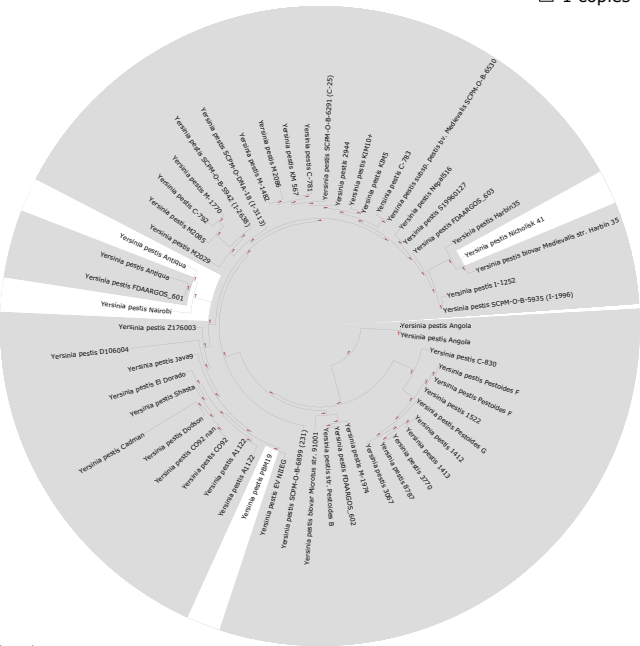 1 copies
Yersinia pestis subsp. pestis bv. Medievalis SCPM-O-B-6530
Yersinia pestis SCPM-O-B-6291 (C-25)
Yersinia pestis 2944
Yersinia pestis KIM10+
Yersinia pestis KIM5
Yersinia pestis C-783
Yersinia pestis Nepal516
Yersinia pestis S19960127
Yersinia pestis FDAARGOS_603
Yersinia pestis Harbin35
Yersinia pestis Nicholisk 41
Yersinia pestis biovar Medievalis str. Harbin 35
Yersinia pestis I-1252
Yersinia pestis SCPM-O-B-5935 (I-1996)
Yersinia pestis Angola
Yersinia pestis Angola
Yersinia pestis C-830
Yersinia pestis Pestoides F
Yersinia pestis Pestoides F
Yersinia pestis 1522
Yersinia pestis Pestoides G
Yersinia pestis 1412
Yersinia pestis 1413
Yersinia pestis 3770
Yersinia pestis 8787
Yersinia pestis 3067
Yersinia pestis M-1974
Yersinia pestis FDAARGOS_602
Yersinia pestis str. Pestoides B
Yersinia pestis biovar Microtus str. 91001
Yersinia pestis SCPM-O-B-6899 (231)
Yersinia pestis EV NIIEG
Yersinia pestis PBM19
Yersinia pestis A1122
Yersinia pestis A1122
Yersinia pestis CO92
Yersinia pestis CO92 nan
Yersinia pestis Dodson
Yersinia pestis Cadman
Yersinia pestis Shasta
Yersinia pestis El Dorado
Yersinia pestis Java9
Yersinia pestis D106004
Yersinia pestis Z176003
Yersinia pestis Nairobi
Yersinia pestis FDAARGOS_601
Yersinia pestis Antiqua
Yersinia pestis Antiqua
Yersinia pestis M2029
Yersinia pestis M2085
Yersinia pestis C-792
Yersinia pestis M-1770
Yersinia pestis SCPM-O-B-5942 (I-2638)
Yersinia pestis SCPM-O-DNA-18 (I-3113)
Yersinia pestis M-1482
Yersinia pestis M2086
Yersinia pestis KM 567
Yersinia pestis C-781